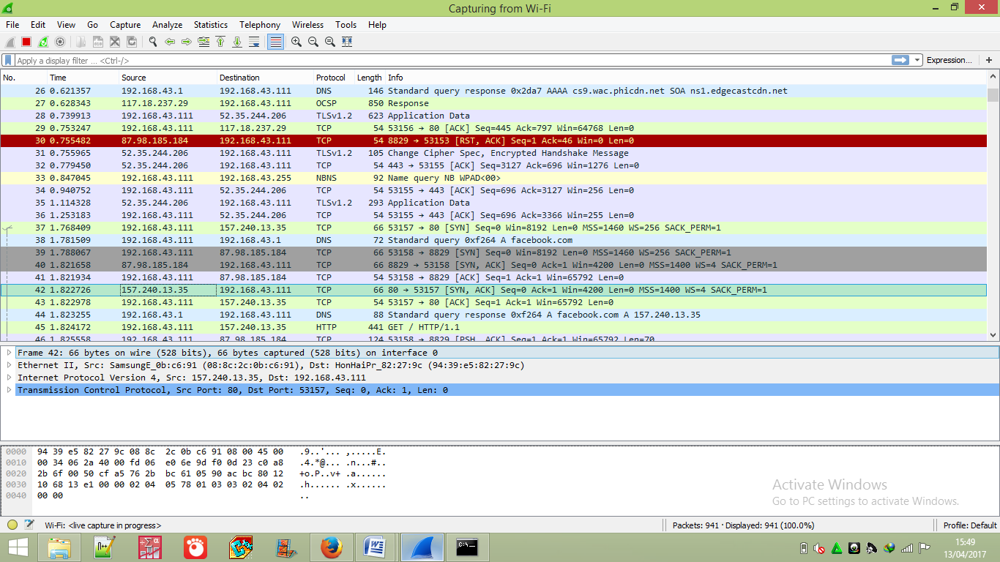 Capturing from Wi-Fi
File Edit View Go Capture Analyze Statistics Telephony Wireless Tools Help
Apply a display filter ... <Ctrl-/> Expression... +
No. Time Source Destination Protocol Length Info
26 0.621357 192.168.43.1 192.168.43.111 DNS 146 Standard query response 0x2da7 AAAA cs9.wac.phicdn.net SOA ns1.edgecastcdn.net
27 0.628343 117.18.237.29 192.168.43.111 OCSP 850 Response
28 0.739913 192.168.43.111 52.35.244.206 TLSv1.2 623 Application Data
29 0.753247 192.168.43.111 117.18.237.29 TCP 54 53156 → 80 [ACK] Seq=445 Ack=797 Win=64768 Len=0
30 0.755482 87.98.185.184 192.168.43.111 TCP 54 8829 → 53153 [RST, ACK] Seq=1 Ack=46 Win=0 Len=0
31 0.755965 52.35.244.206 192.168.43.111 TLSv1.2 105 Change Cipher Spec, Encrypted Handshake Message
32 0.779450 52.35.244.206 192.168.43.111 TCP 54 443 → 53155 [ACK] Seq=3127 Ack=696 Win=1276 Len=0
33 0.847045 192.168.43.111 192.168.43.255 NBNS 92 Name query NB WPAD<00>
34 0.940752 192.168.43.111 52.35.244.206 TCP 54 53155 → 443 [ACK] Seq=696 Ack=3127 Win=256 Len=0
35 1.114328 52.35.244.206 192.168.43.111 TLSv1.2 293 Application Data
36 1.253183 192.168.43.111 52.35.244.206 TCP 54 53155 → 443 [ACK] Seq=696 Ack=3366 Win=255 Len=0
37 1.768409 192.168.43.111 157.240.13.35 TCP 66 53157 → 80 [SYN] Seq=0 Win=8192 Len=0 MSS=1460 WS=256 SACK_PERM=1
38 1.781509 192.168.43.111 192.168.43.1 DNS 72 Standard query 0xf264 A facebook.com
39 1.788067 192.168.43.111 87.98.185.184 TCP 66 53158 → 8829 [SYN] Seq=0 Win=8192 Len=0 MSS=1460 WS=256 SACK_PERM=1
40 1.821658 87.98.185.184 192.168.43.111 TCP 66 8829 → 53158 [SYN, ACK] Seq=0 Ack=1 Win=4200 Len=0 MSS=1400 WS=4 SACK_PERM=1
41 1.821934 192.168.43.111 87.98.185.184 TCP 54 53158 → 8829 [ACK] Seq=1 Ack=1 Win=65792 Len=0
42 1.822726 157.240.13.35 192.168.43.111 TCP 66 80 → 53157 [SYN, ACK] Seq=0 Ack=1 Win=4200 Len=0 MSS=1400 WS=4 SACK_PERM=1
43 1.822978 192.168.43.111 157.240.13.35 TCP 54 53157 → 80 [ACK] Seq=1 Ack=1 Win=65792 Len=0
44 1.823255 192.168.43.1 192.168.43.111 DNS 88 Standard query response 0xf264 A facebook.com A 157.240.13.35
45 1.824172 192.168.43.111 157.240.13.35 HTTP 441 GET / HTTP/1.1
46 1.825558 192.168.43.111 87.98.185.184 TCP 124 53158 → 8829 [PSH, ACK] Seq=1 Ack=1 Win=65792 Len=70
Frame 42: 66 bytes on wire (528 bits), 66 bytes captured (528 bits) on interface 0
Ethernet II, Src: SamsungE_0b:c6:91 (08:8c:2c:0b:c6:91), Dst: HonHaiPr_82:27:9c (94:39:e5:82:27:9c)
Internet Protocol Version 4, Src: 157.240.13.35, Dst: 192.168.43.111
Transmission Control Protocol, Src Port: 80, Dst Port: 53157, Seq: 0, Ack: 1, Len: 0
0000 94 39 e5 82 27 9c 08 8c 2c 0b c6 91 08 00 45 00 .9..'... ,.....E.
0010 00 34 06 2a 40 00 fd 06 e0 6e 9d f0 0d 23 c0 a8 .4.*@... .n...#..
0020 2b 6f 00 50 cf a5 76 2b bc 61 05 90 ac bc 80 12 +o.P..v+ .a......
0030 10 68 13 e1 00 00 02 04 05 78 01 03 03 02 04 02 .h...... .x......
0040 00 00 ..
Activate Windows
Go to PC settings to activate Windows.
Wi-Fi: <live capture in progress> Packets: 941 · Displayed: 941 (100.0%) Profile: Default
15:49
13/04/2017